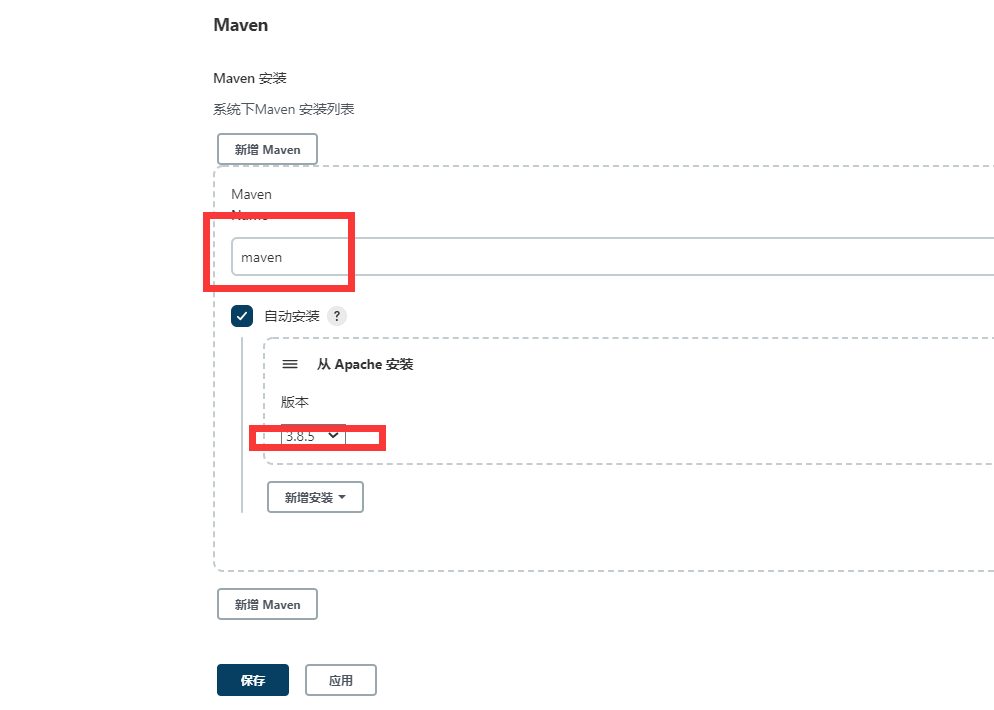 Maven
Maven 安装
系统下Maven 安装列表
新增 Maven
Maven
Name
maven
自动安装 ?
从 Apache 安装
版本
3.8.5
新增安装
新增 Maven
保存 应用